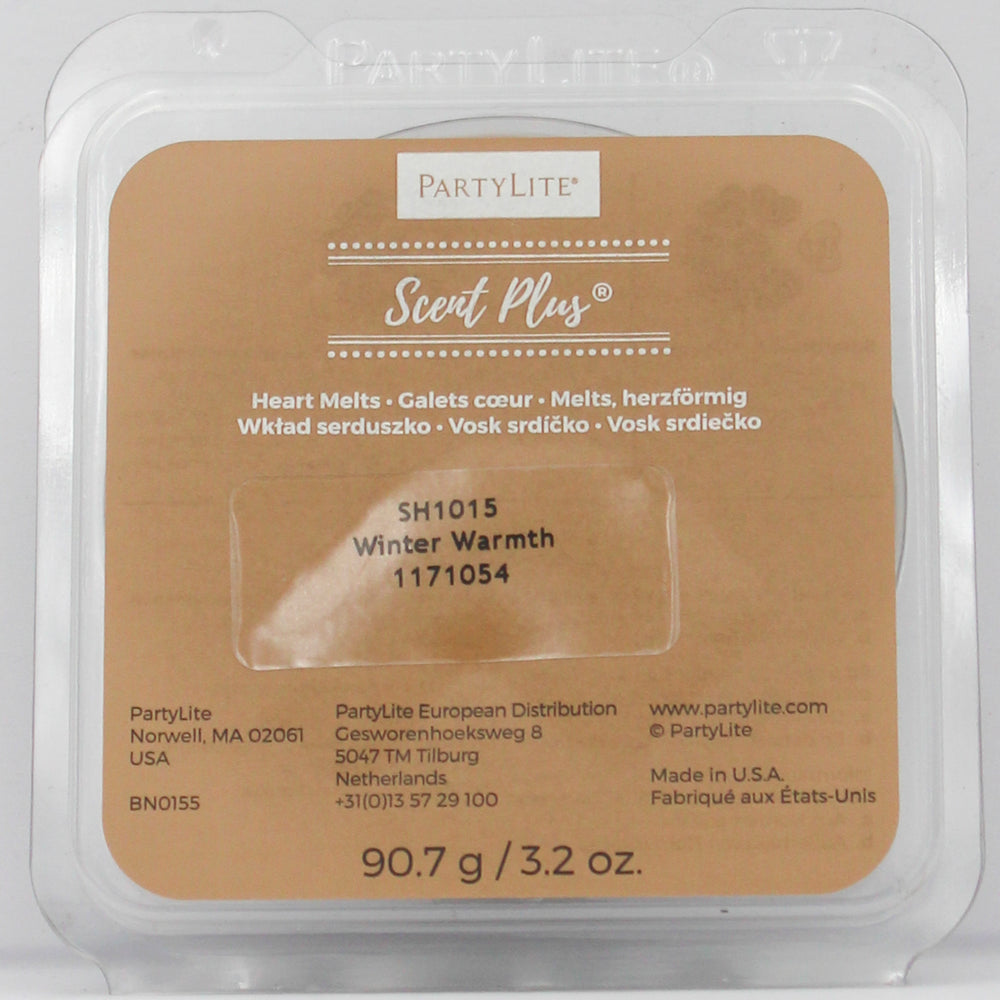 PARTYLITE®
PARTYLITE®
Scent Plus®
Heart Melts • Galets cœur • Melts, herzförmig
Wkład serduszko • Vosk srdíčko • Vosk srdiečko
SH1015
Winter Warmth
1171054
PartyLite
Norwell, MA 02061
USA
BN0155
PartyLite European Distribution
Gesworenhoeksweg 8
5047 TM Tilburg
Netherlands
+31(0)13 57 29 100
www.partylite.com
© PartyLite
Made in U.S.A.
Fabriqué aux États-Unis
90.7 g / 3.2 oz.